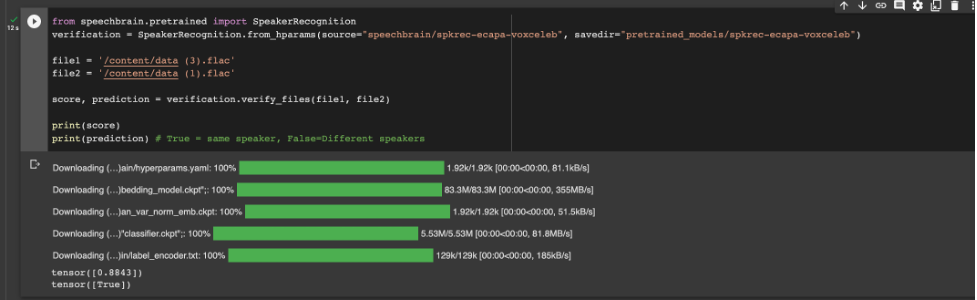 12 s
from speechbrain.pretrained import SpeakerRecognition
verification = SpeakerRecognition.from_hparams(source="speechbrain/spkrec-ecapa-voxceleb", savedir="pretrained_models/spkrec-ecapa-voxceleb")
file1 = '/content/data (3).flac'
file2 = '/content/data (1).flac'
score, prediction = verification.verify_files(file1, file2)
print(score)
print(prediction) # True = same speaker, False=Different speakers
Downloading (…)ain/hyperparams.yaml: 100% 1.92k/1.92k [00:00<00:00, 81.1kB/s]
Downloading (…)bedding_model.ckpt";: 100% 83.3M/83.3M [00:00<00:00, 355MB/s]
Downloading (…)an_var_norm_emb.ckpt: 100% 1.92k/1.92k [00:00<00:00, 51.5kB/s]
Downloading (…)"classifier.ckpt";: 100% 5.53M/5.53M [00:00<00:00, 81.8MB/s]
Downloading (…)in/label_encoder.txt: 100% 129k/129k [00:00<00:00, 185kB/s]
tensor([0.8843])
tensor([True])